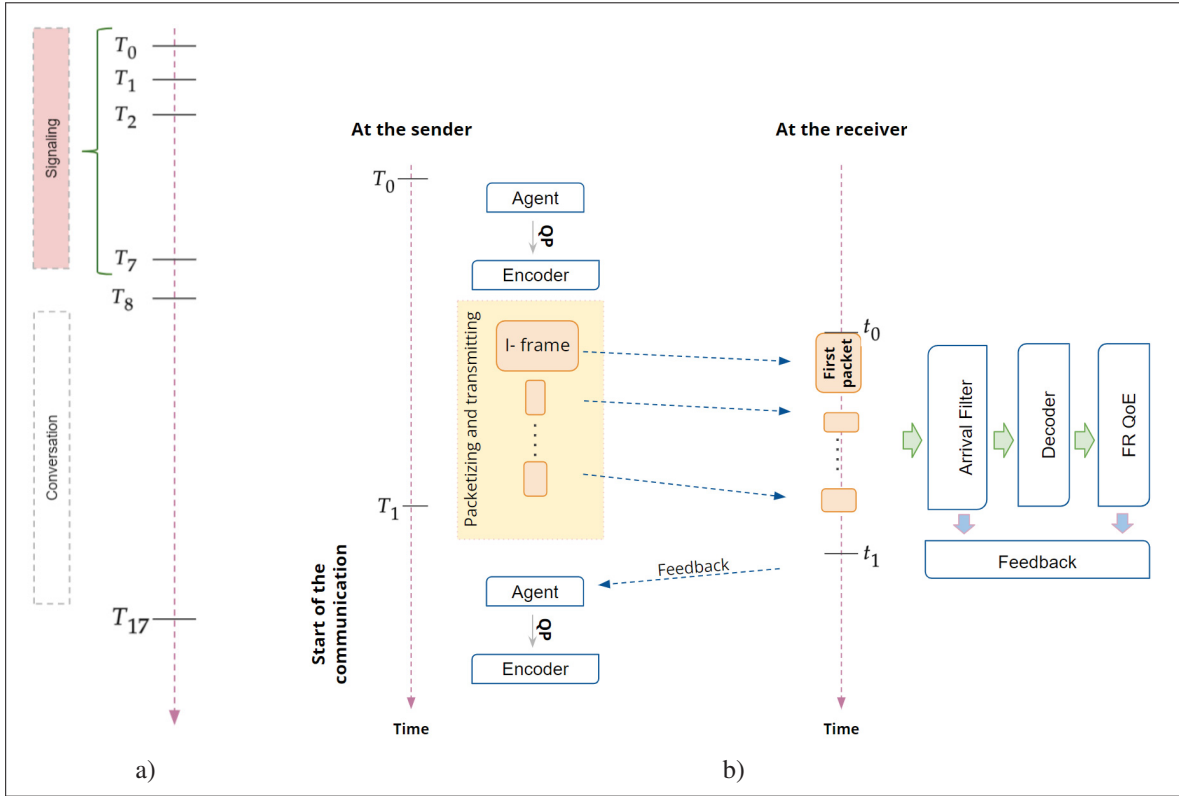 Signaling
Conversation
T0
T1
T2
T7
T8
T17
a)
At the sender
T0
Agent
QP
Encoder
Packetizing and transmitting
I- frame
.....
T1
Start of the
communication
Agent
QP
Encoder
Time
Feedback
At the receiver
t0
First
packet
....
t1
Time
Arrival Filter
Decoder
FR QoE
Feedback
b)